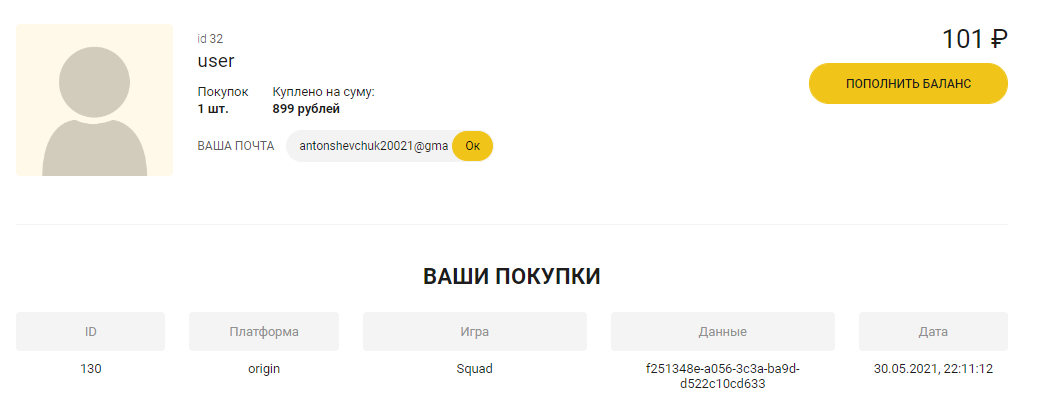 id 32
user
101 ₽
ПОПОЛНИТЬ БАЛАНС
Покупок Куплено на сумму:
1 шт. 899 рублей
ВАША ПОЧТА antonshevchuk20021@gma Ок
ВАШИ ПОКУПКИ
ID Платформа Игра Данные Дата
130 origin Squad f251348e-a056-3c3a-ba9d- 30.05.2021, 22:11:12
d522c10cd633